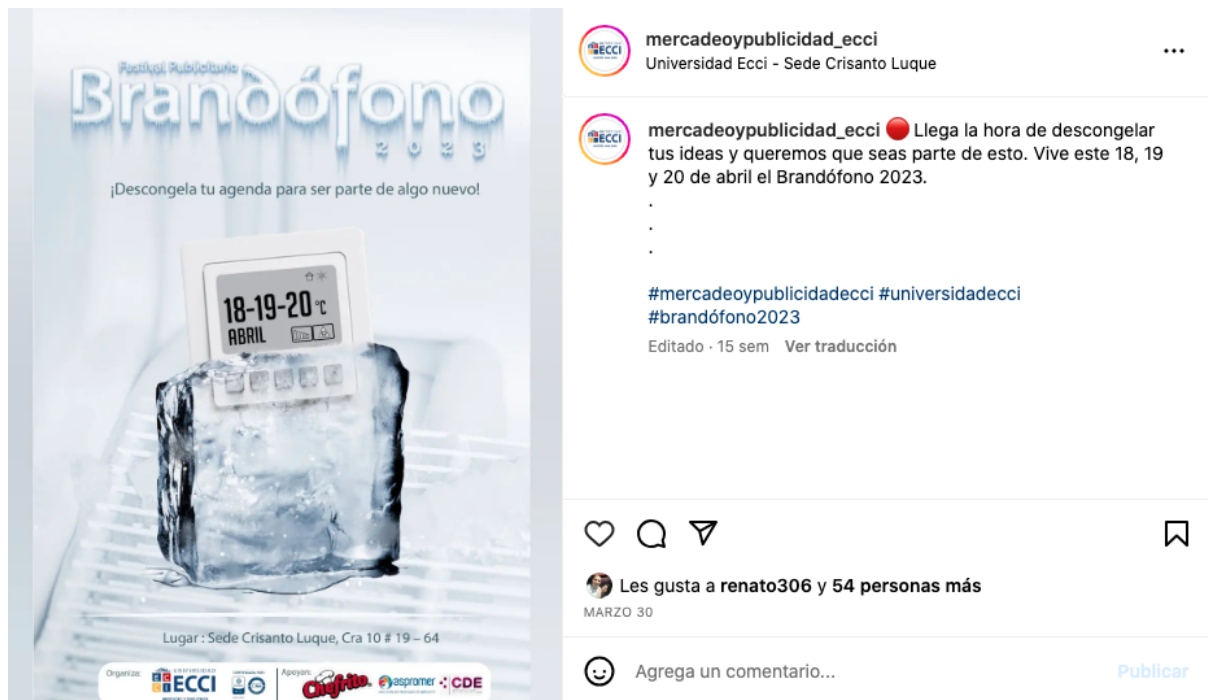 Festival Publicitario
Brandófono
2023
¡Descongela tu agenda para ser parte de algo nuevo!
18-19-20 °C
ABRIL
Lugar : Sede Crisanto Luque, Cra 10 # 19 – 64
Organiza:
UNIVERSIDAD
ECCI
Apoyan:
Chefrito
aspromer
CDE
mercadeoypublicidad_ecci
Universidad Ecci - Sede Crisanto Luque
mercadeoypublicidad_ecci 🔴 Llega la hora de descongelar
tus ideas y queremos que seas parte de esto. Vive este 18, 19
y 20 de abril el Brandófono 2023.
.
.
.
#mercadeoypublicidadecci #universidadecci
#brandófono2023
Editado · 15 sem Ver traducción
Les gusta a renato306 y 54 personas más
MARZO 30
Agrega un comentario...
Publicar